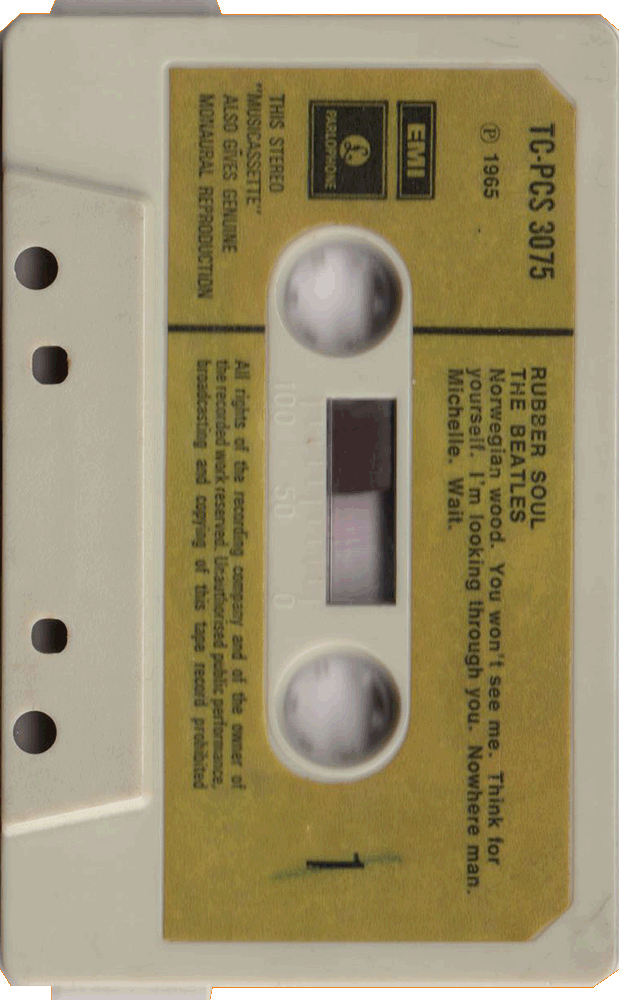 TC-PCS 3075
Ⓟ 1965
EMI
PARLOPHONE
THIS STEREO
"MUSICASSETTE"
ALSO GIVES GENUINE
MONAURAL REPRODUCTION
RUBBER SOUL
THE BEATLES
Norwegian wood. You won't see me. Think for
yourself. I'm looking through you. Nowhere man.
Michelle. Wait.
100 50 0
All rights of the recording company and of the owner of
the recorded work reserved. Unauthorised public performance,
broadcasting and copying of this tape record prohibited
1